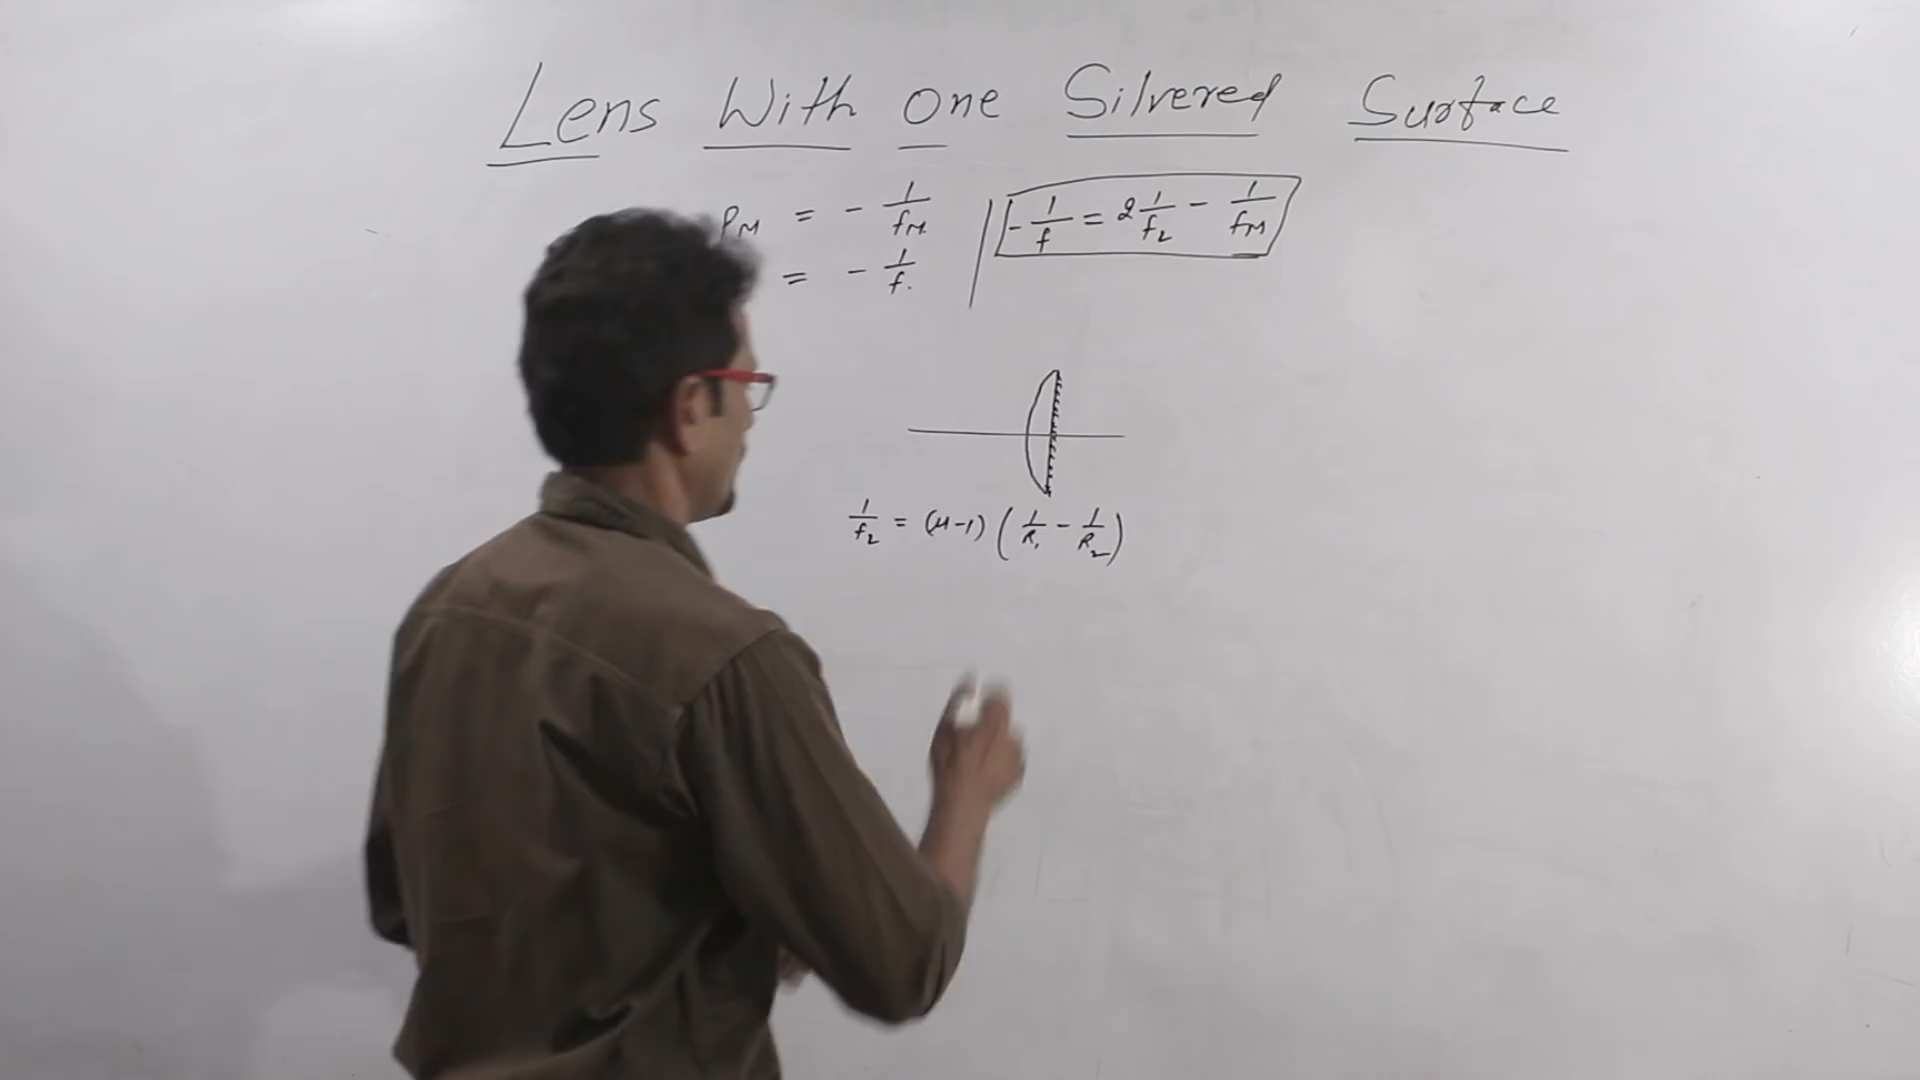 Lens With one Silvered Surface
P_M = - 1/f_M.
- 1/f = 2 1/f_2 - 1/f_M
= - 1/f.
1/f_2 = (μ-1) (1/R_1 - 1/R_2)